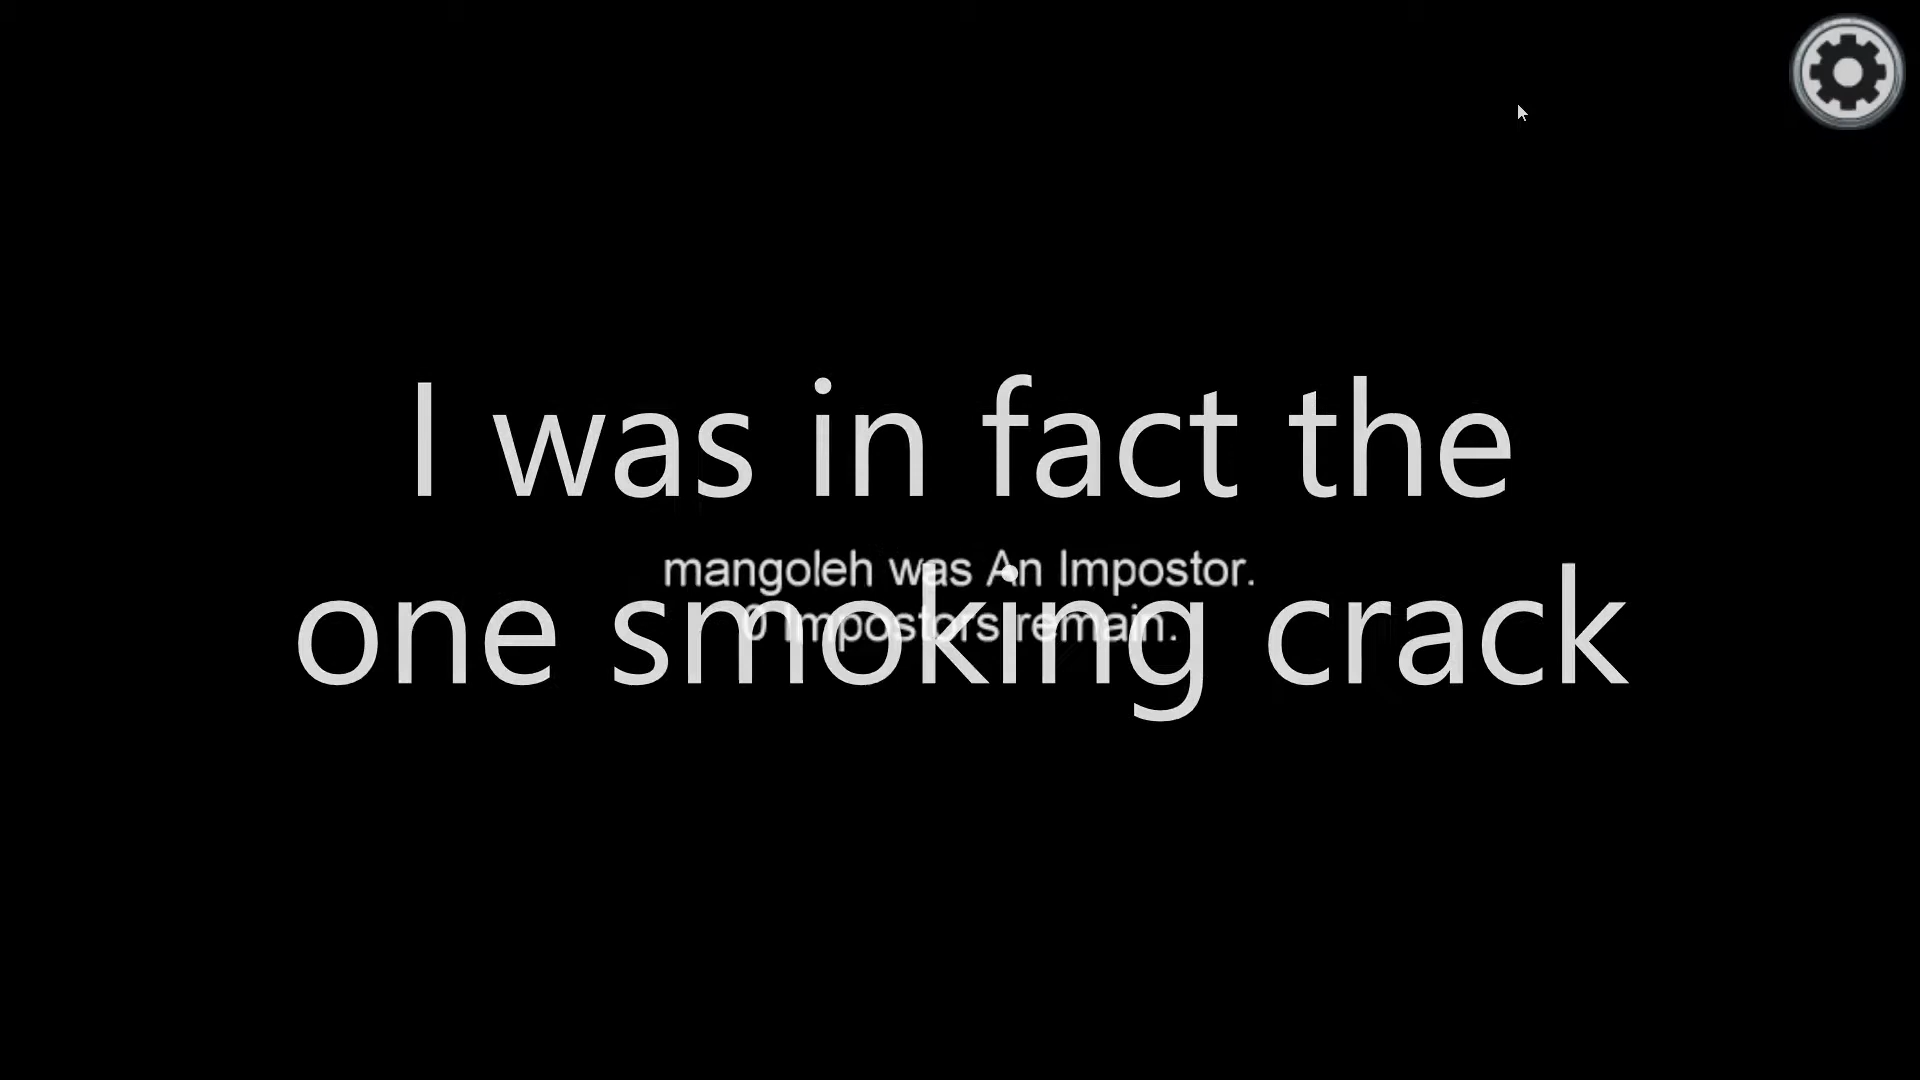 I was in fact the
mangoleh was An Impostor.
0 Impostors remain.
one smoking crack